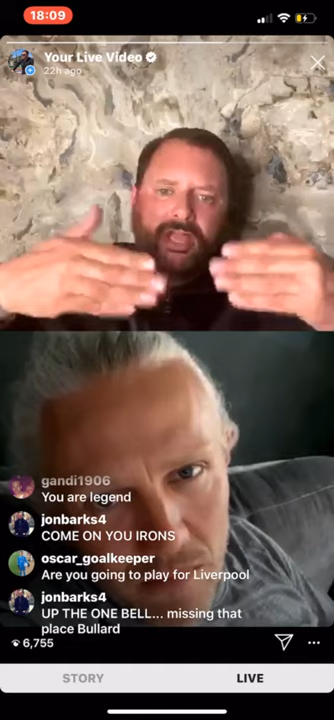 18:09
Your Live Video
22h ago
gandi1906
You are legend
jonbarks4
COME ON YOU IRONS
oscar_goalkeeper
Are you going to play for Liverpool
jonbarks4
UP THE ONE BELL... missing that
place Bullard
6,755
STORY LIVE